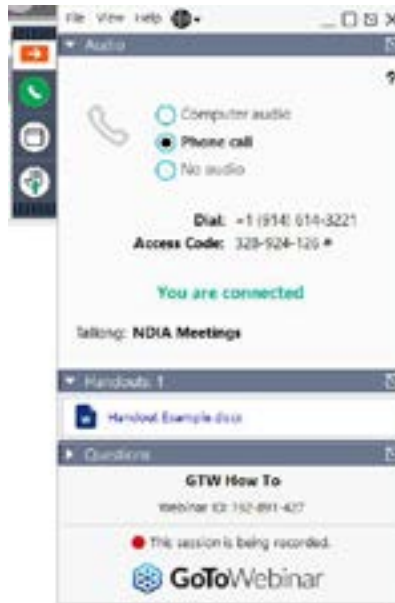 File View Help
Audio
?
Computer audio
Phone call
No audio
Dial: +1 (914) 614-3221
Access Code: 328-924-126 #
You are connected
Talking: NDIA Meetings
Handouts: 1
Handout Example.docx
Questions
GTW How To
Webinar ID: 192-891-427
This session is being recorded.
GoToWebinar